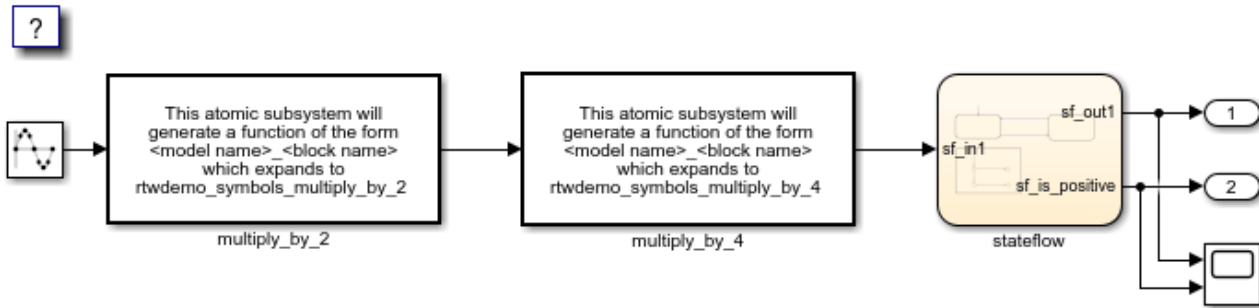 ?
This atomic subsystem will
generate a function of the form
<model name>_<block name>
which expands to
rtwdemo_symbols_multiply_by_2
multiply_by_2
This atomic subsystem will
generate a function of the form
<model name>_<block name>
which expands to
rtwdemo_symbols_multiply_by_4
multiply_by_4
sf_in1
sf_out1
sf_is_positive
stateflow
1
2